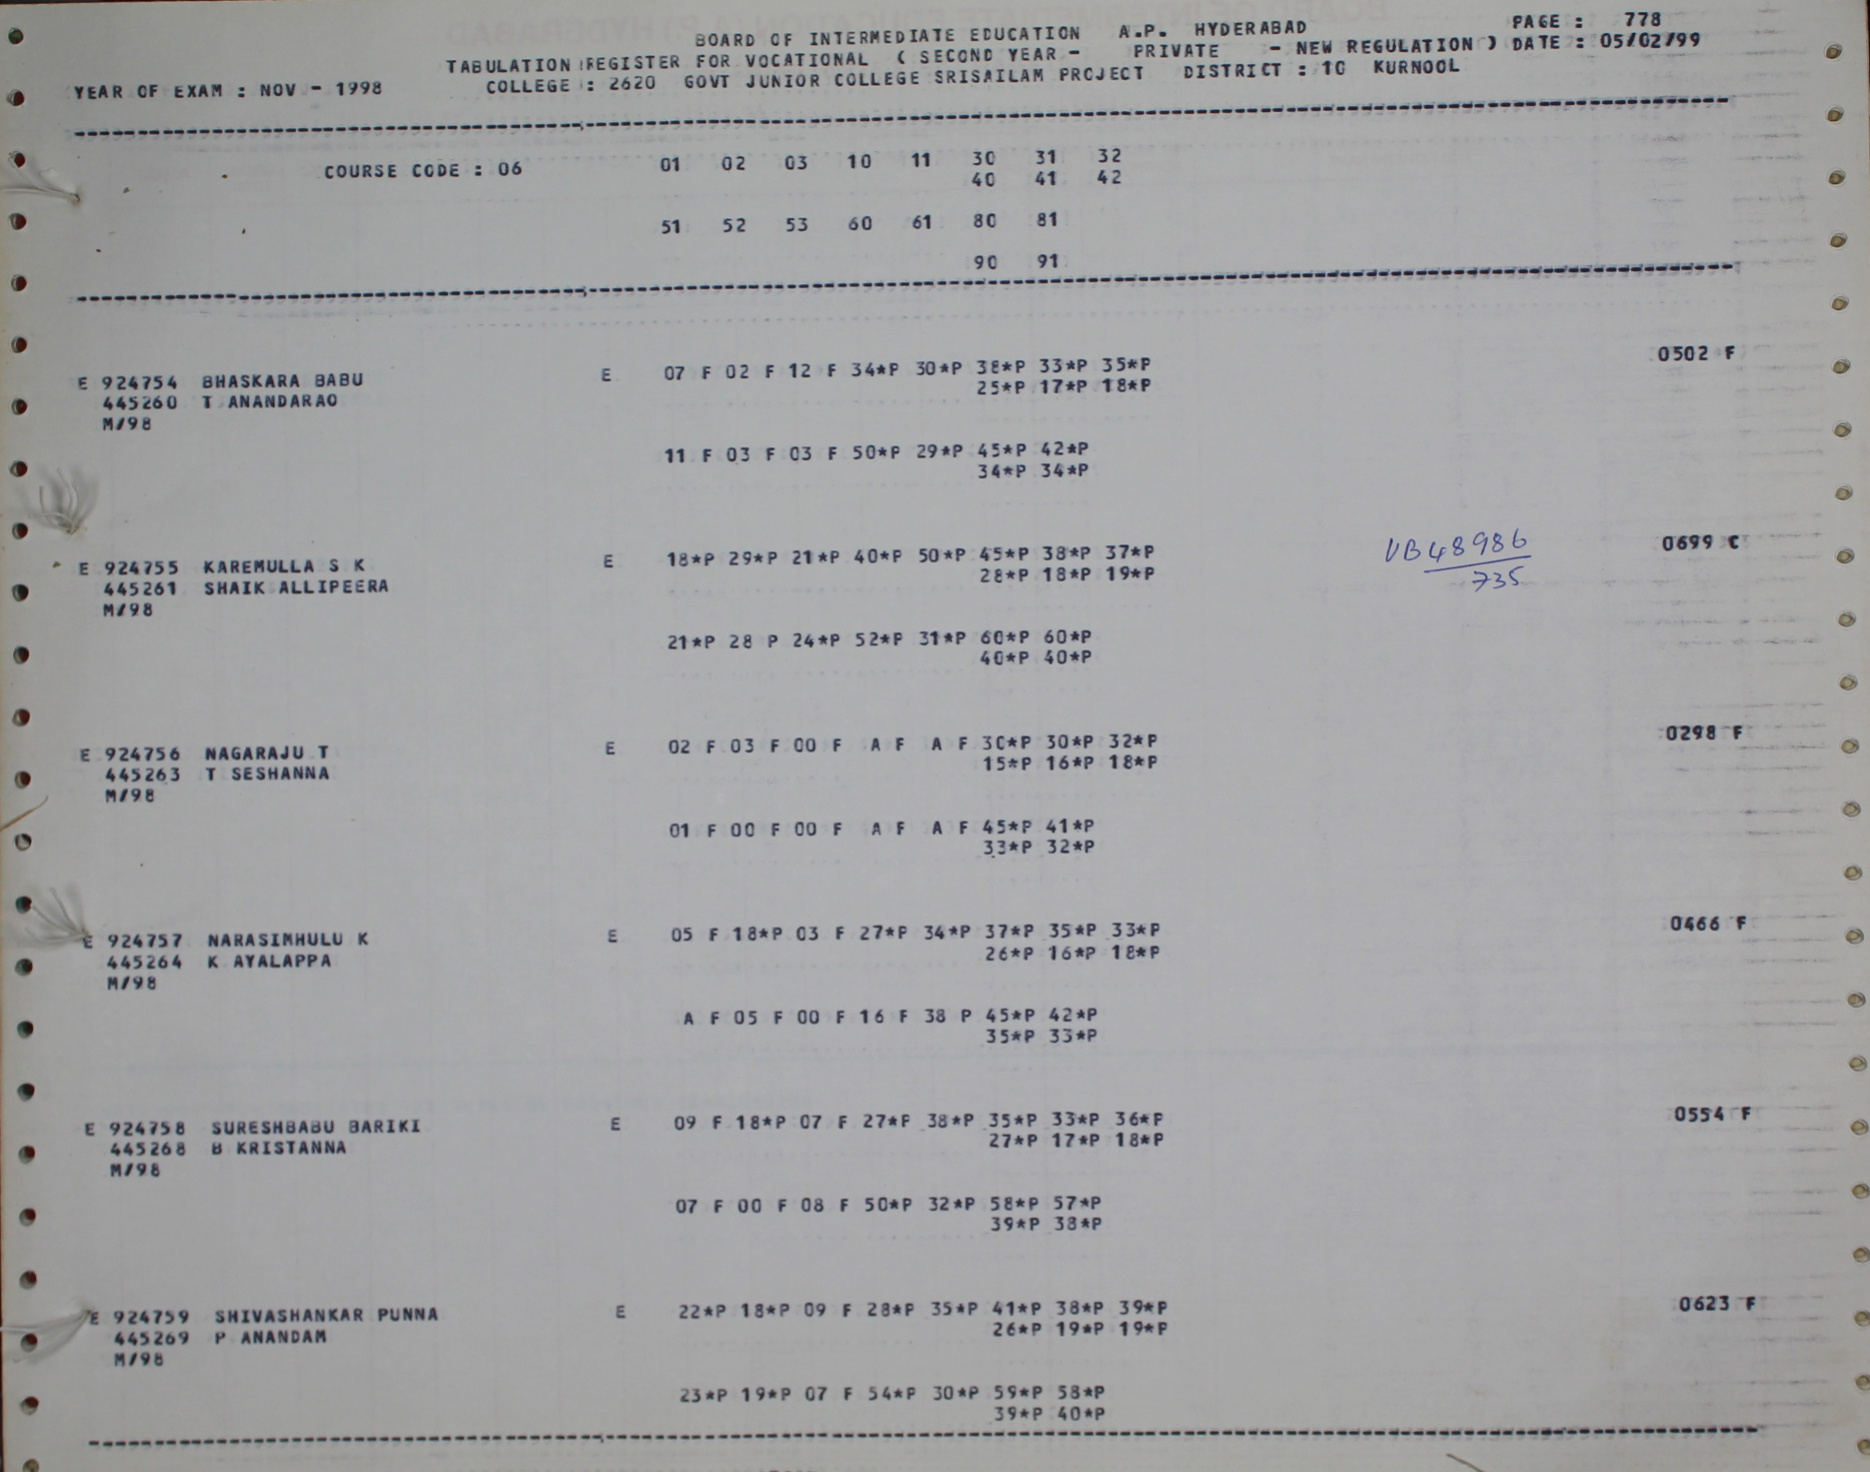 BOARD OF INTERMEDIATE EDUCATION A.P. HYDERABAD PAGE : 778
TABULATION REGISTER FOR VOCATIONAL ( SECOND YEAR - PRIVATE - NEW REGULATION ) DATE : 05/02/99
YEAR OF EXAM : NOV - 1998 COLLEGE : 2620 GOVT JUNIOR COLLEGE SRISAILAM PROJECT DISTRICT : 10 KURNOOL
COURSE CODE : 06 01 02 03 10 11 30 31 32
40 41 42
51 52 53 60 61 80 81
90 91
0502 F
E 924754 BHASKARA BABU E 07 F 02 F 12 F 34*P 30*P 38*P 33*P 35*P
445260 T ANANDARAO 25*P 17*P 18*P
M/98
11 F 03 F 03 F 50*P 29*P 45*P 42*P
34*P 34*P
E 924755 KAREMULLA S K E 18*P 29*P 21*P 40*P 50*P 45*P 38*P 37*P VB48986 0699 C
445261 SHAIK ALLIPEERA 28*P 18*P 19*P 735
M/98
21*P 28 P 24*P 52*P 31*P 60*P 60*P
40*P 40*P
E 924756 NAGARAJU T E 02 F 03 F 00 F A F A F 30*P 30*P 32*P 0298 F
445263 T SESHANNA 15*P 16*P 18*P
M/98
01 F 00 F 00 F A F A F 45*P 41*P
33*P 32*P
E 924757 NARASIMHULU K E 05 F 18*P 03 F 27*P 34*P 37*P 35*P 33*P 0466 F
445264 K AYALAPPA 26*P 16*P 18*P
M/98
A F 05 F 00 F 16 F 38 P 45*P 42*P
35*P 33*P
E 924758 SURESHBABU BARIKI E 09 F 18*P 07 F 27*P 38*P 35*P 33*P 36*P 0554 F
445268 B KRISTANNA 27*P 17*P 18*P
M/98
07 F 00 F 08 F 50*P 32*P 58*P 57*P
39*P 38*P
E 924759 SHIVASHANKAR PUNNA E 22*P 18*P 09 F 28*P 35*P 41*P 38*P 39*P 0623 F
445269 P ANANDAM 26*P 19*P 19*P
M/98
23*P 19*P 07 F 54*P 30*P 59*P 58*P
39*P 40*P